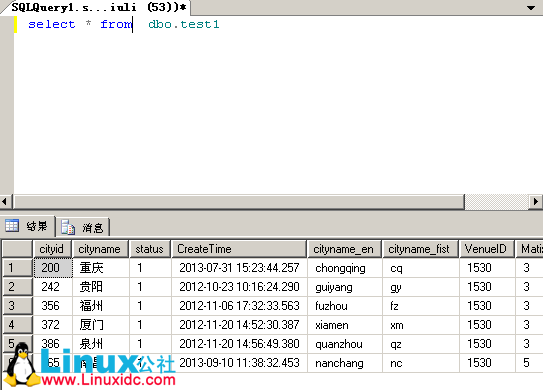 SQLQuery1.s...iuli (53))*
select * from dbo.test1
结果 消息
cityid cityname status CreateTime cityname_en cityname_fist VenueID Mati
1 200 重庆 1 2013-07-31 15:23:44.257 chongqing cq 1530 3
2 242 贵阳 1 2012-10-23 10:16:24.290 guiyang gy 1530 3
3 356 福州 1 2012-11-06 17:32:33.563 fuzhou fz 1530 3
4 372 厦门 1 2012-11-20 14:52:30.387 xiamen xm 1530 3
5 386 泉州 1 2012-11-20 14:56:49.380 quanzhou qz 1530 3
65 1 2013-09-10 11:38:32.453 nanchang nc 1530 5
Linux公社
www.Linuxidc.com